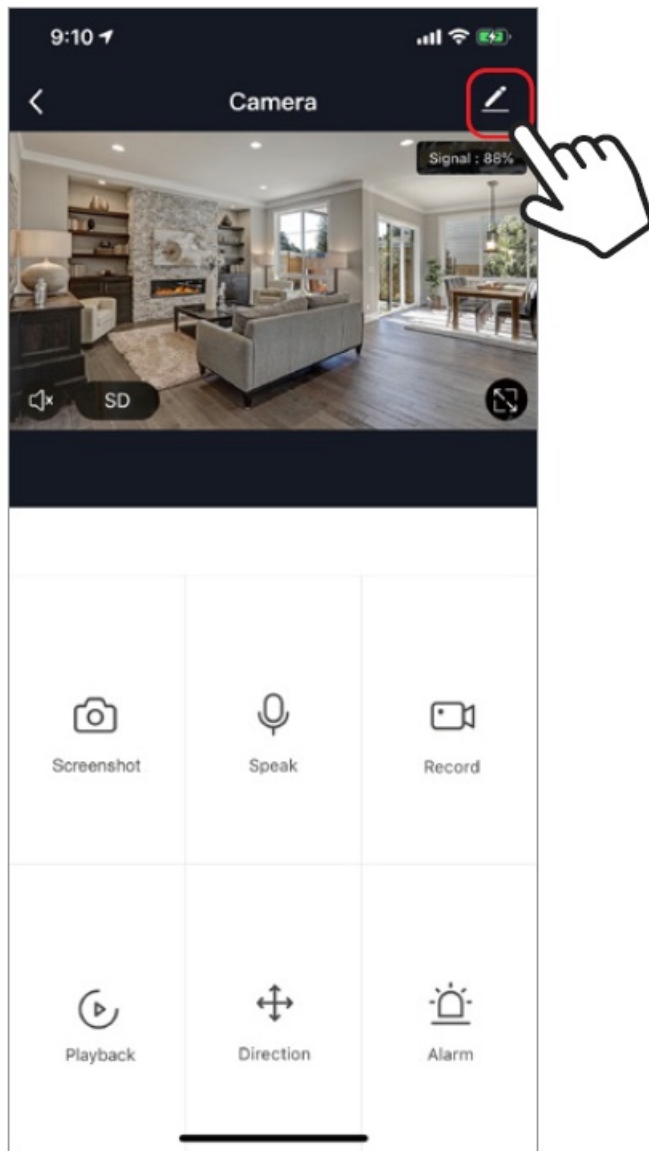 9:10
Camera
Signal : 88%
SD
Screenshot
Speak
Record
Playback
Direction
Alarm